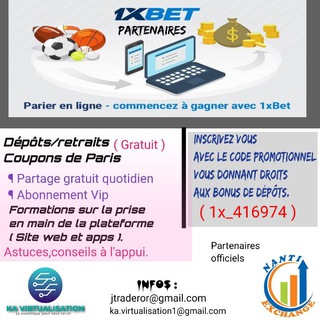 1XBET
PARTENAIRES
Parier en ligne - commencez à gagner avec 1xBet
Dépôts/retraits ( Gratuit )
Coupons de Paris
¶ Partage gratuit quotidien
¶ Abonnement Vip
Formations sur la prise
en main de la plateforme
( Site web et apps ).
Astuces,conseils à l'appui.
INSCRIVEZ VOUS
AVEC LE CODE PROMOTIONNEL
VOUS DONNANT DROITS
AUX BONUS DE DÉPÔTS.
( 1x_416974 )
Partenaires
officiels
KA VIRTUALISATION
INFOS :
jtraderor@gmail.com
ka.virtualisation1@gmail.com
NANTI
EXCHANGE